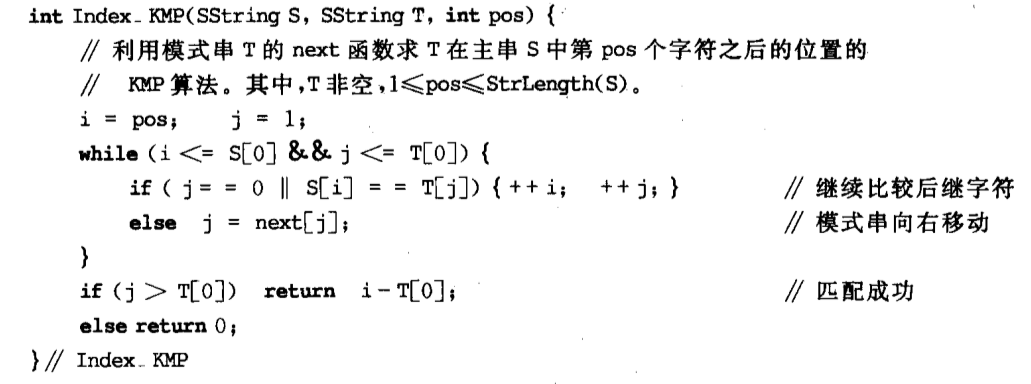 int Index_KMP(SString S, SString T, int pos) {
// 利用模式串 T 的 next 函数求 T 在主串 S 中第 pos 个字符之后的位置的
// KMP 算法。其中,T 非空,1≤pos≤StrLength(S)。
i = pos; j = 1;
while (i <= S[0] && j <= T[0]) {
if ( j = = 0 || S[i] = = T[j]) { ++ i; ++ j; } // 继续比较后继字符
else j = next[j]; // 模式串向右移动
}
if (j > T[0]) return i - T[0]; // 匹配成功
else return 0;
} // Index_KMP